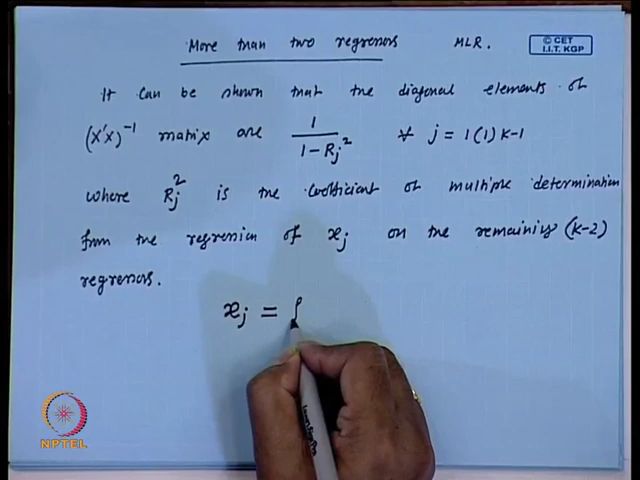 More than two regressors MLR.
© CET
I.I.T. KGP
It can be shown that the diagonal elements of
(X'X)⁻¹ matrix are 1/(1 - Rj²) ∀ j = 1(1) K-1
where Rj² is the coefficient of multiple determination
from the regression of xj on the remaining (K-2)
regressors.
xj =
NPTEL